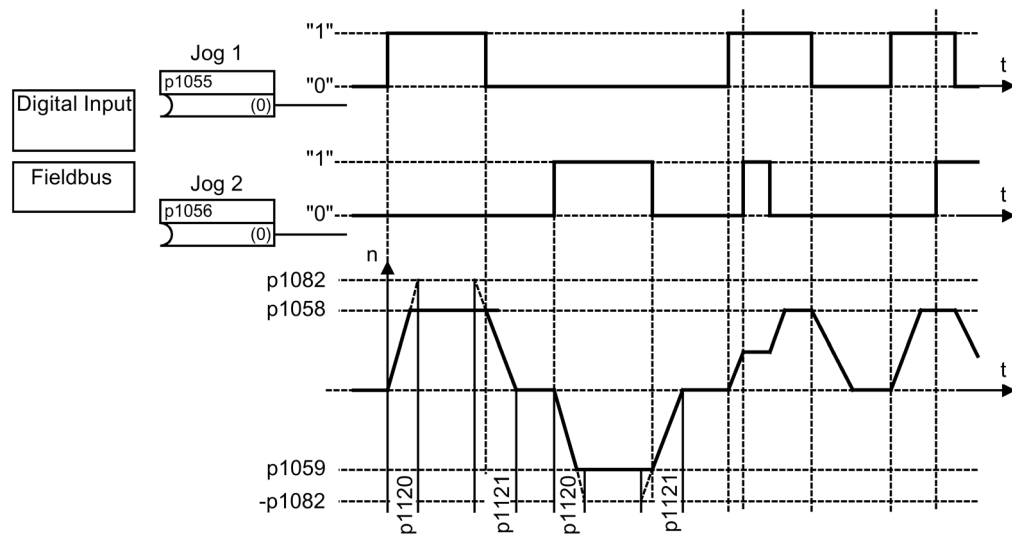 "1"
Jog 1
t
p1055
"0"
Digital Input
(0)
"1"
Fieldbus
Jog 2
t
p1056
"0"
(0)
n
p1082
p1058
t
p1059
-p1082
p1120
p1121
p1120
p1121